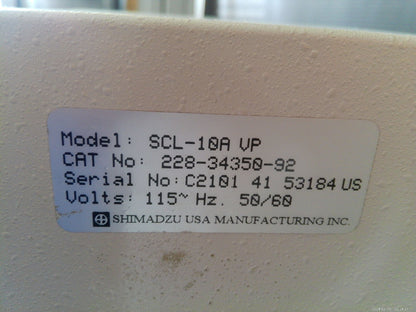 Model: SCL-10A VP
CAT No: 228-34350-92
Serial No: C2101 41 53184 US
Volts: 115~ Hz. 50/60
SHIMADZU USA MANUFACTURING INC.